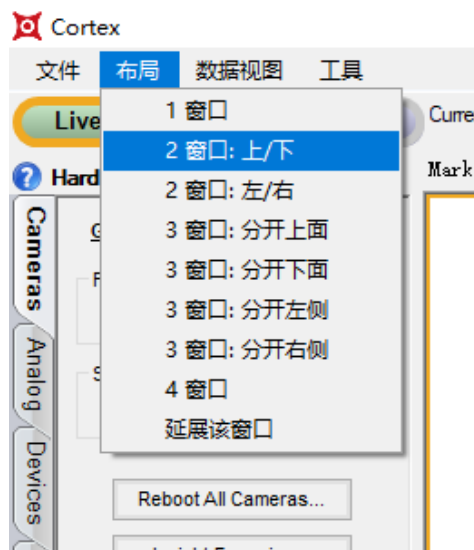 Cortex
文件 布局 数据视图 工具
Live
Curre
1 窗口
2 窗口: 上/下
2 窗口: 左/右
3 窗口: 分开上面
3 窗口: 分开下面
3 窗口: 分开左侧
3 窗口: 分开右侧
4 窗口
延展该窗口
? Hard
Mark
Cameras
Analog
Devices
G
F
S
Reboot All Cameras...